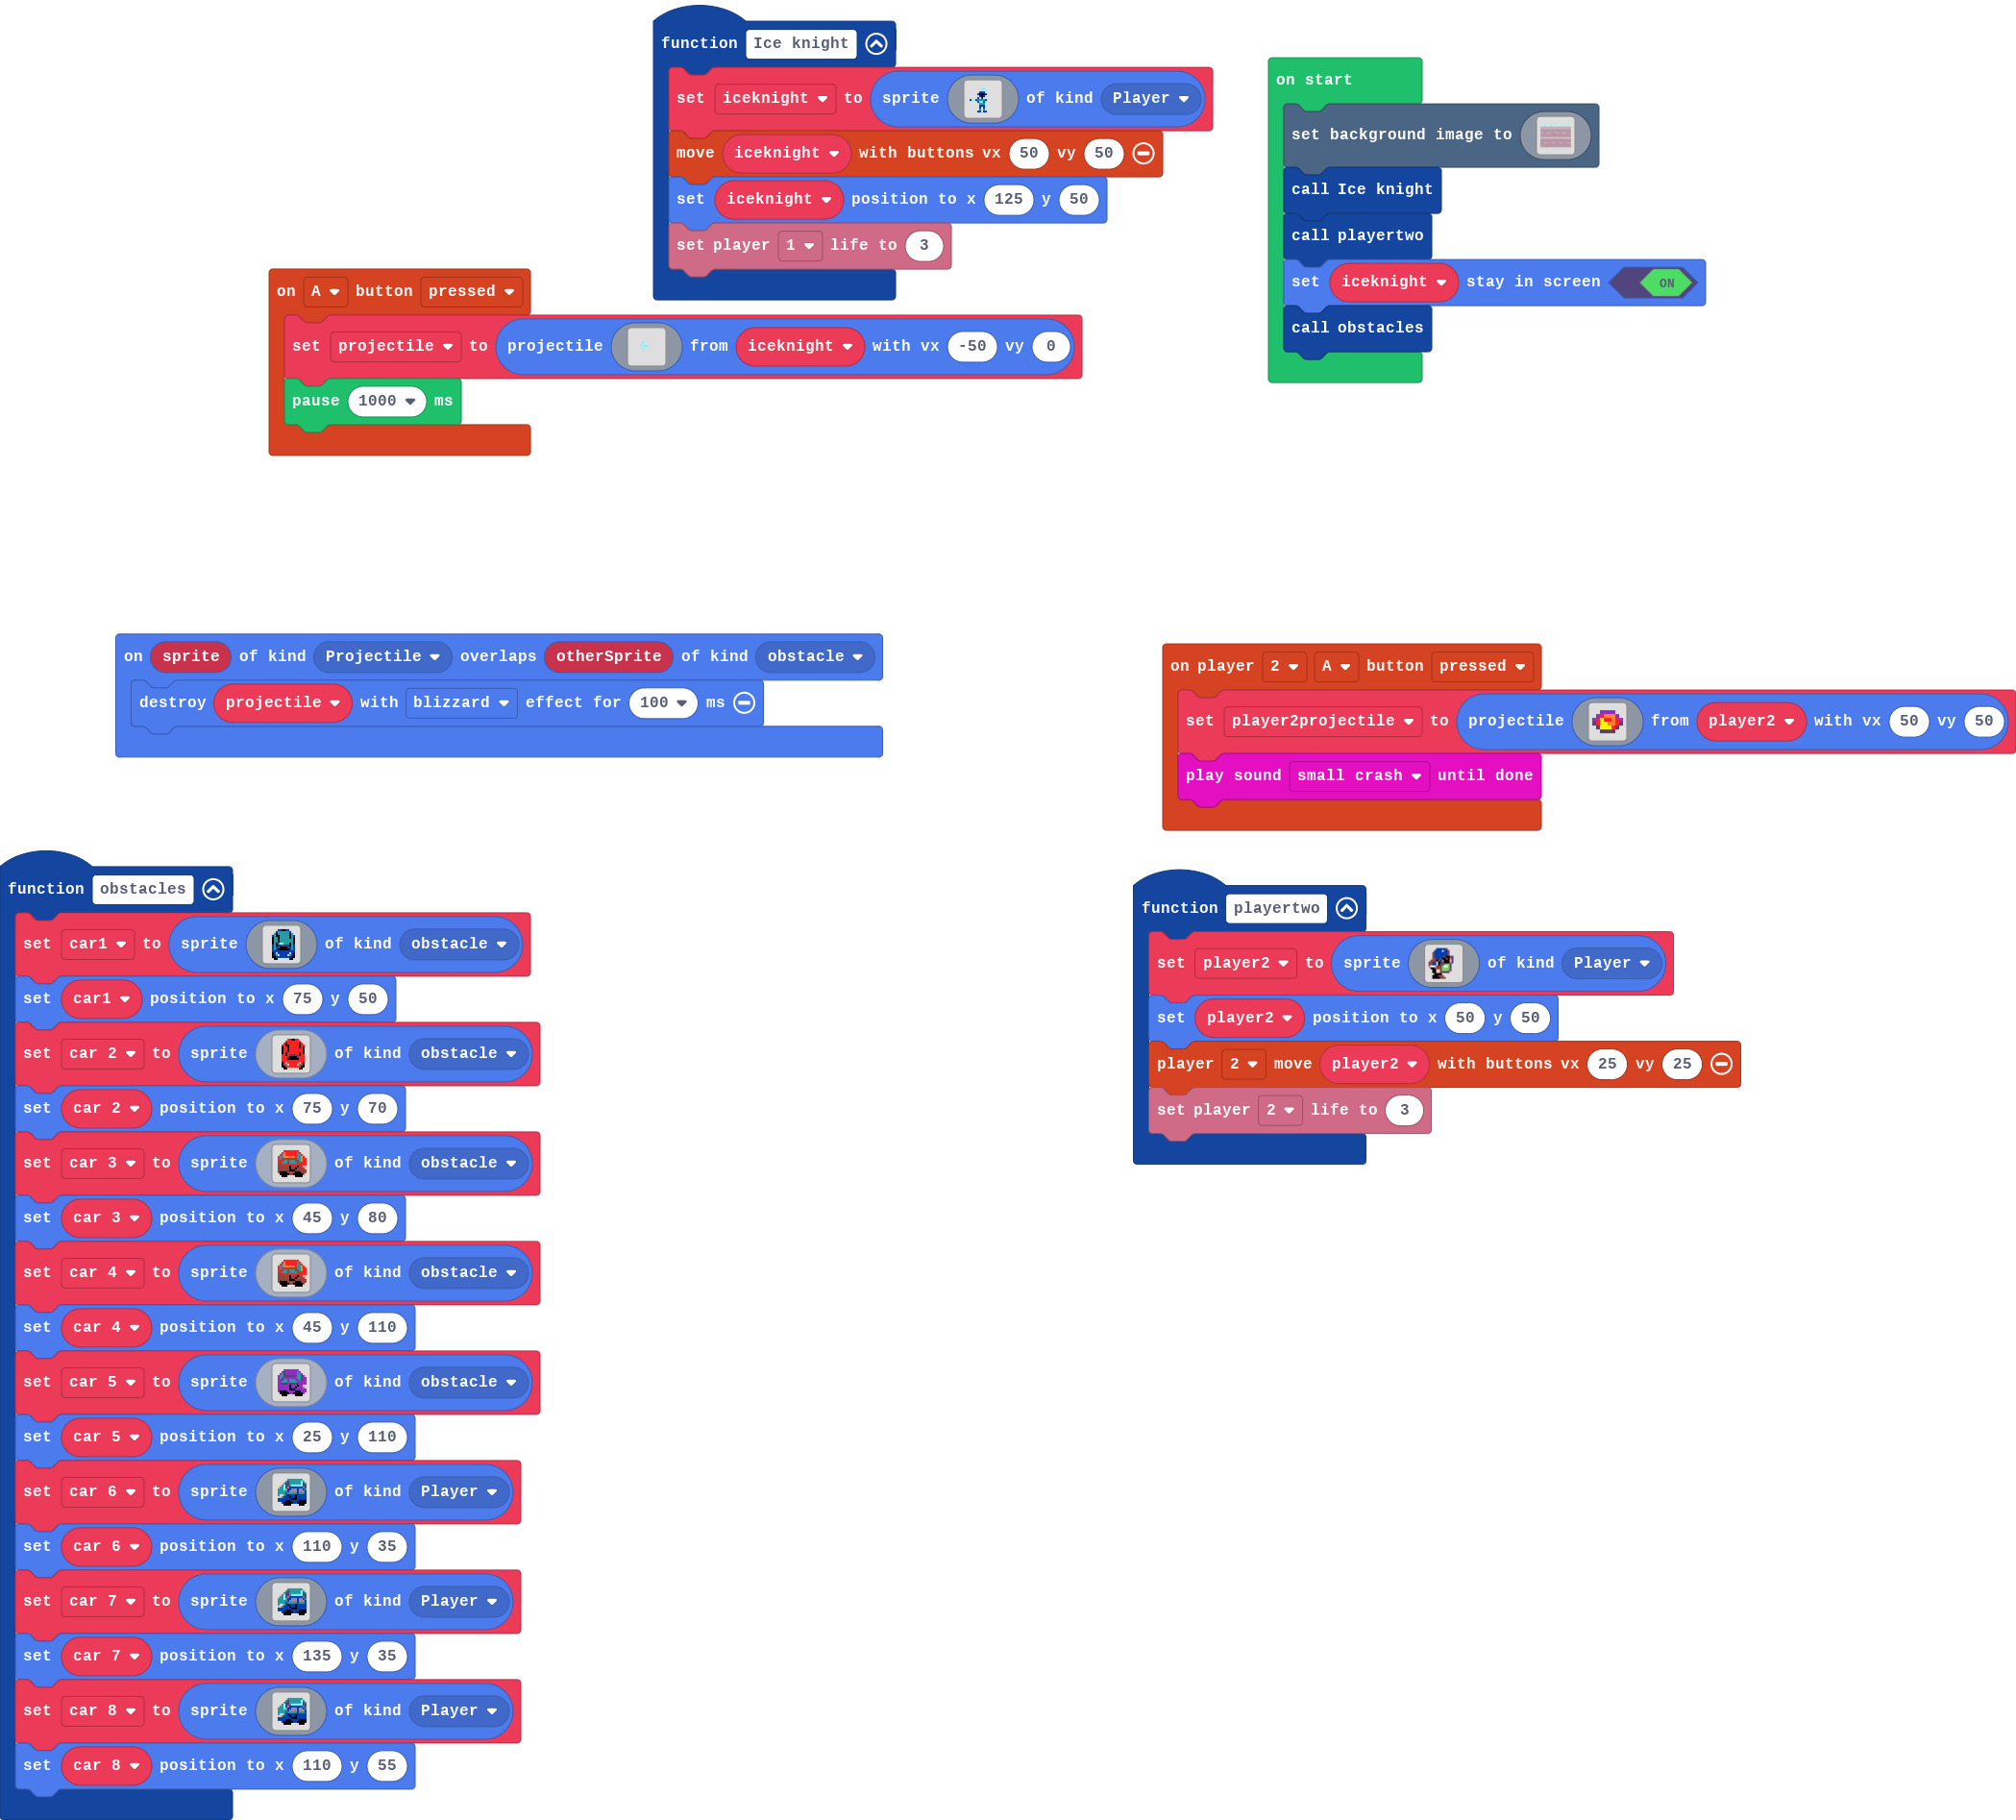 function Ice knight
set iceknight to sprite of kind Player
move iceknight with buttons vx 50 vy 50
set iceknight position to x 125 y 50
set player 1 life to 3
on start
set background image to
call Ice knight
call playertwo
set iceknight stay in screen ON
call obstacles
on A button pressed
set projectile to projectile from iceknight with vx -50 vy 0
pause 1000 ms
on sprite of kind Projectile overlaps otherSprite of kind obstacle
destroy projectile with blizzard effect for 100 ms
on player 2 A button pressed
set player2projectile to projectile from player2 with vx 50 vy 50
play sound small crash until done
function obstacles
set car1 to sprite of kind obstacle
set car1 position to x 75 y 50
set car 2 to sprite of kind obstacle
set car 2 position to x 75 y 70
set car 3 to sprite of kind obstacle
set car 3 position to x 45 y 80
set car 4 to sprite of kind obstacle
set car 4 position to x 45 y 110
set car 5 to sprite of kind obstacle
set car 5 position to x 25 y 110
set car 6 to sprite of kind Player
set car 6 position to x 110 y 35
set car 7 to sprite of kind Player
set car 7 position to x 135 y 35
set car 8 to sprite of kind Player
set car 8 position to x 110 y 55
function playertwo
set player2 to sprite of kind Player
set player2 position to x 50 y 50
player 2 move player2 with buttons vx 25 vy 25
set player 2 life to 3